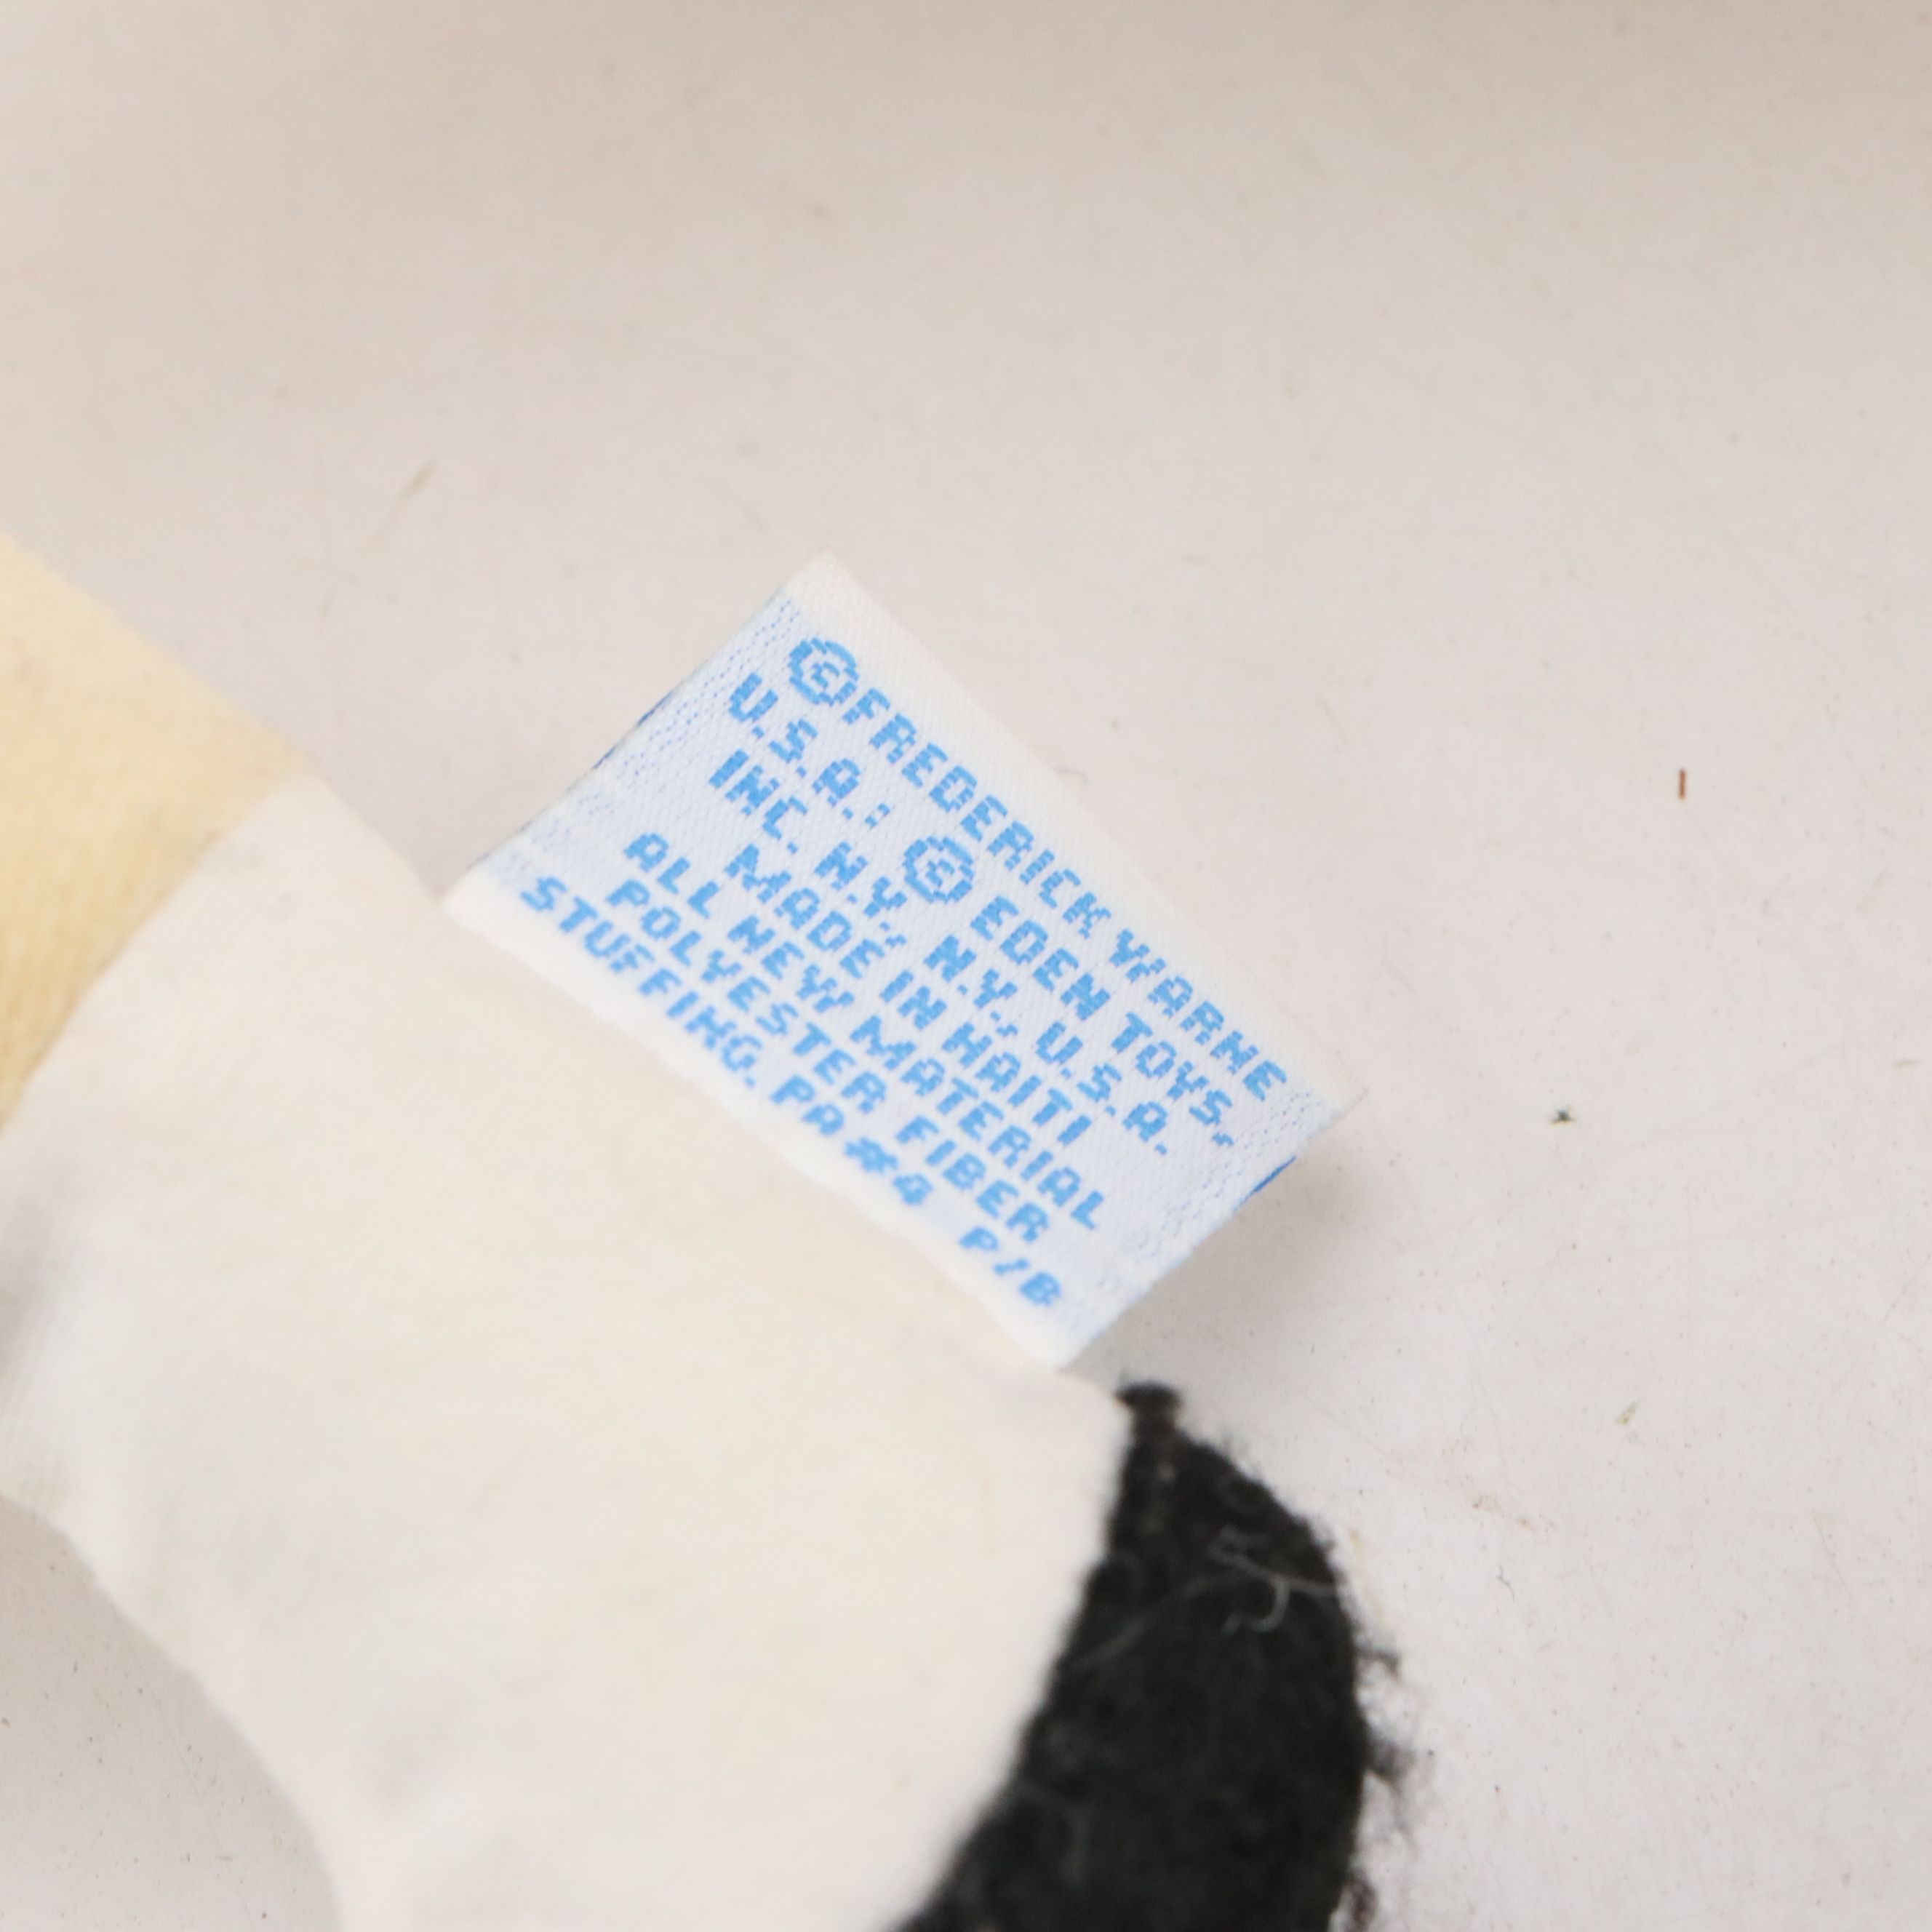 ©FREDERICK WARNE
U.S.A.: © EDEN TOYS,
INC. N.Y., N.Y., U.S.A.
MADE IN HAITI
ALL NEW MATERIAL
POLYESTER FIBER
STUFFING. PA#4 P/B